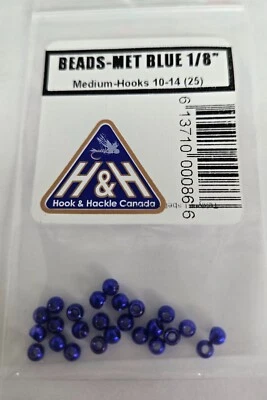 BEADS-MET BLUE 1/8"
Medium-Hooks 10-14 (25)
6 13710 00086 6
H&H
Hook & Hackle Canada